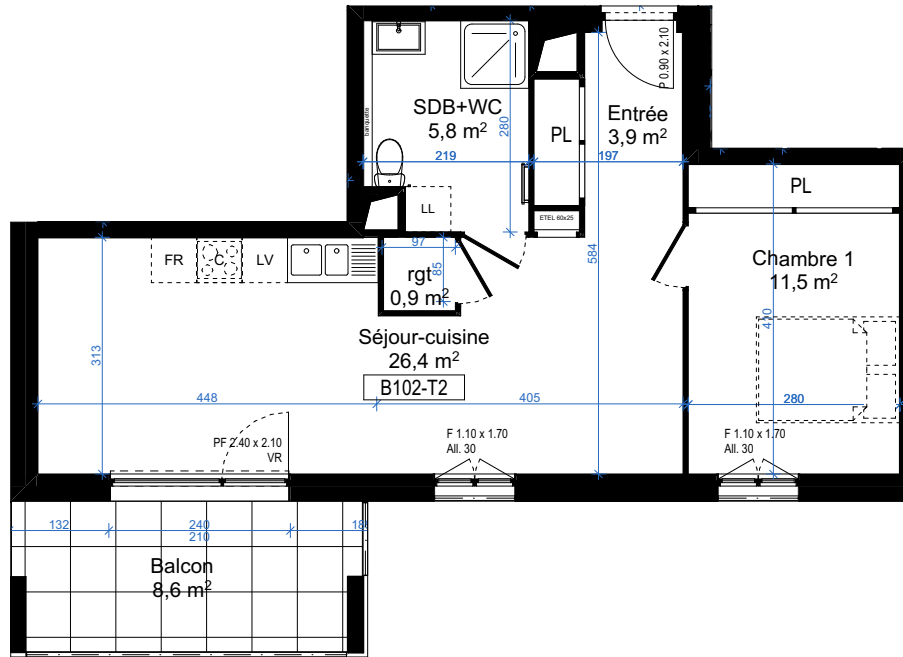 SDB+WC
5,8 m²
banquette
219
280
PL
ETEL 60x25
Entrée
3,9 m²
P 0.90 x 2.10
197
584
PL
Chambre 1
11,5 m²
280
FR
C
LV
LL
97
85
rgt
0,9 m²
Séjour-cuisine
26,4 m²
B102-T2
313
448
405
PF 2.40 x 2.10
VR
F 1.10 x 1.70
All. 30
F 1.10 x 1.70
All. 30
132
240
210
Balcon
8,6 m²